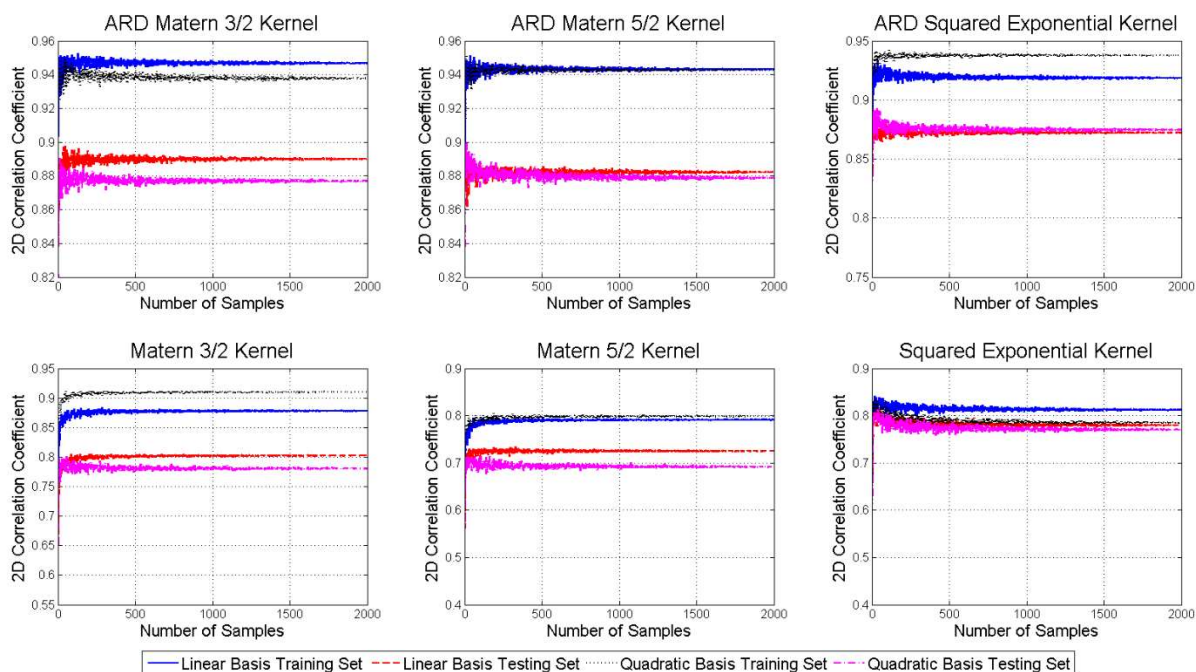 ARD Matern 3/2 Kernel
0.96
0.94
0.92
0.9
0.88
0.86
0.84
0.82
2D Correlation Coefficient
0 500 1000 1500 2000
Number of Samples
ARD Matern 5/2 Kernel
0.96
0.94
0.92
0.9
0.88
0.86
0.84
0.82
2D Correlation Coefficient
0 500 1000 1500 2000
Number of Samples
ARD Squared Exponential Kernel
0.95
0.9
0.85
0.8
0.75
2D Correlation Coefficient
0 500 1000 1500 2000
Number of Samples
Matern 3/2 Kernel
0.95
0.9
0.85
0.8
0.75
0.7
0.65
0.6
0.55
2D Correlation Coefficient
0 500 1000 1500 2000
Number of Samples
Matern 5/2 Kernel
0.9
0.8
0.7
0.6
0.5
0.4
2D Correlation Coefficient
0 500 1000 1500 2000
Number of Samples
Squared Exponential Kernel
0.9
0.8
0.7
0.6
0.5
0.4
2D Correlation Coefficient
0 500 1000 1500 2000
Number of Samples
Linear Basis Training Set Linear Basis Testing Set Quadratic Basis Training Set Quadratic Basis Testing Set